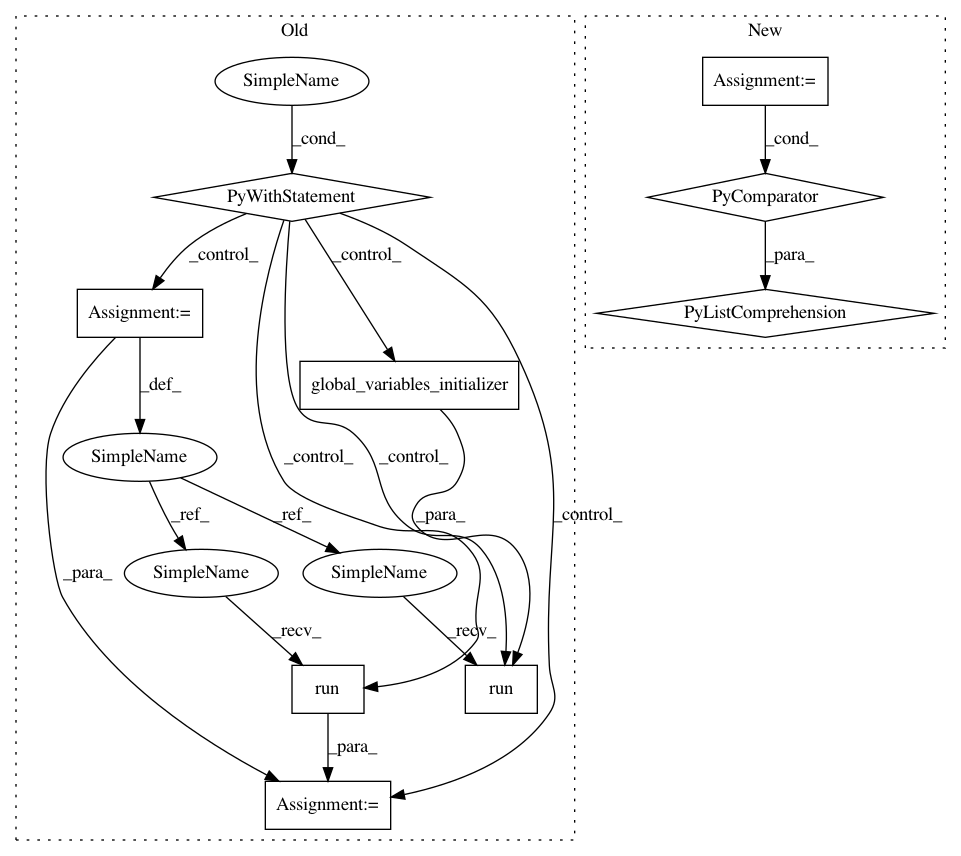 Old
New
SimpleName
Assignment:=
_cond_
_cond_
PyWithStatement
PyComparator
_control_
_control_
_para_
Assignment:=
PyListComprehension
_def_
global_variables_initializer
SimpleName
_control_
_control_
_ref_
_ref_
_para_
_control_
_para_
SimpleName
SimpleName
_recv_
_recv_
run
run
_para_
Assignment:=